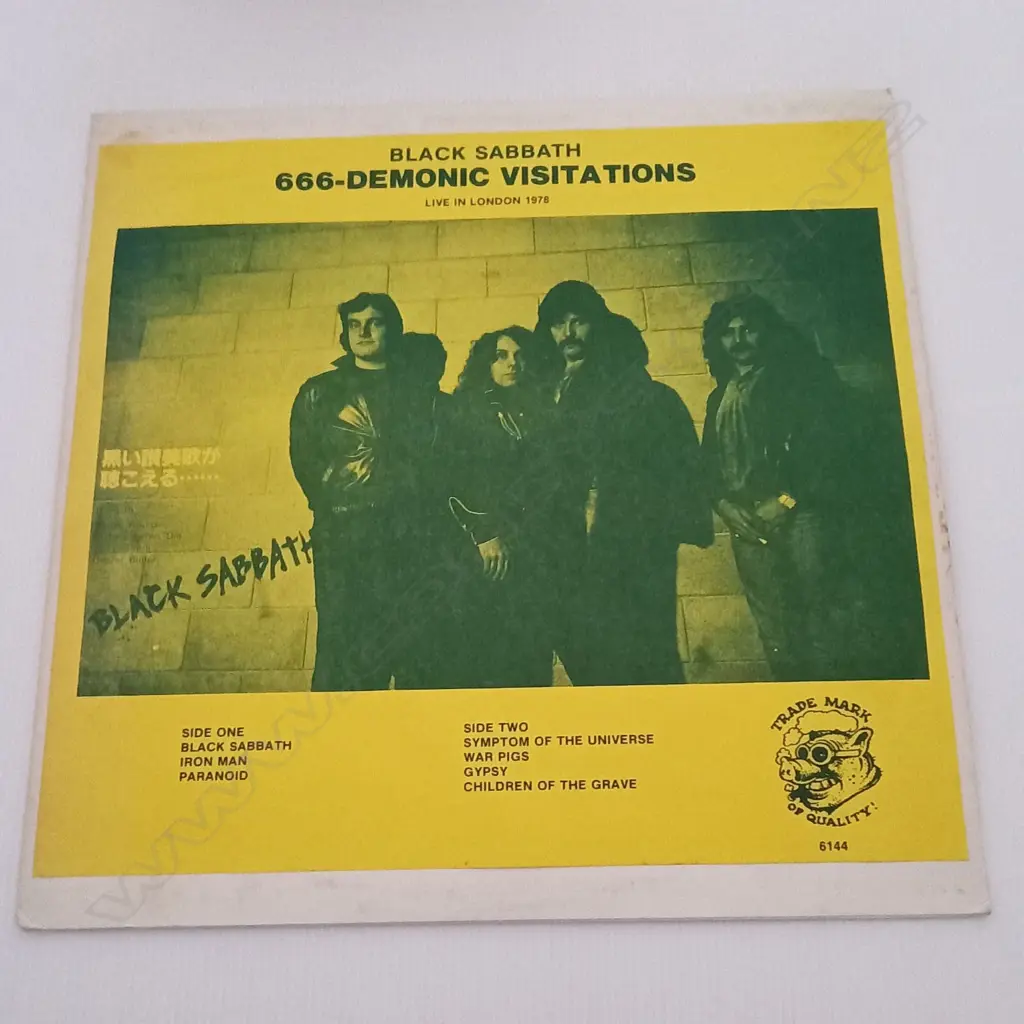 BLACK SABBATH
666-DEMONIC VISITATIONS
LIVE IN LONDON 1978
黒い讃美歌が
聴こえる……
BLACK SABBATH
SIDE ONE
BLACK SABBATH
IRON MAN
PARANOID
SIDE TWO
SYMPTOM OF THE UNIVERSE
WAR PIGS
GYPSY
CHILDREN OF THE GRAVE
TRADE MARK
OF QUALITY!
6144